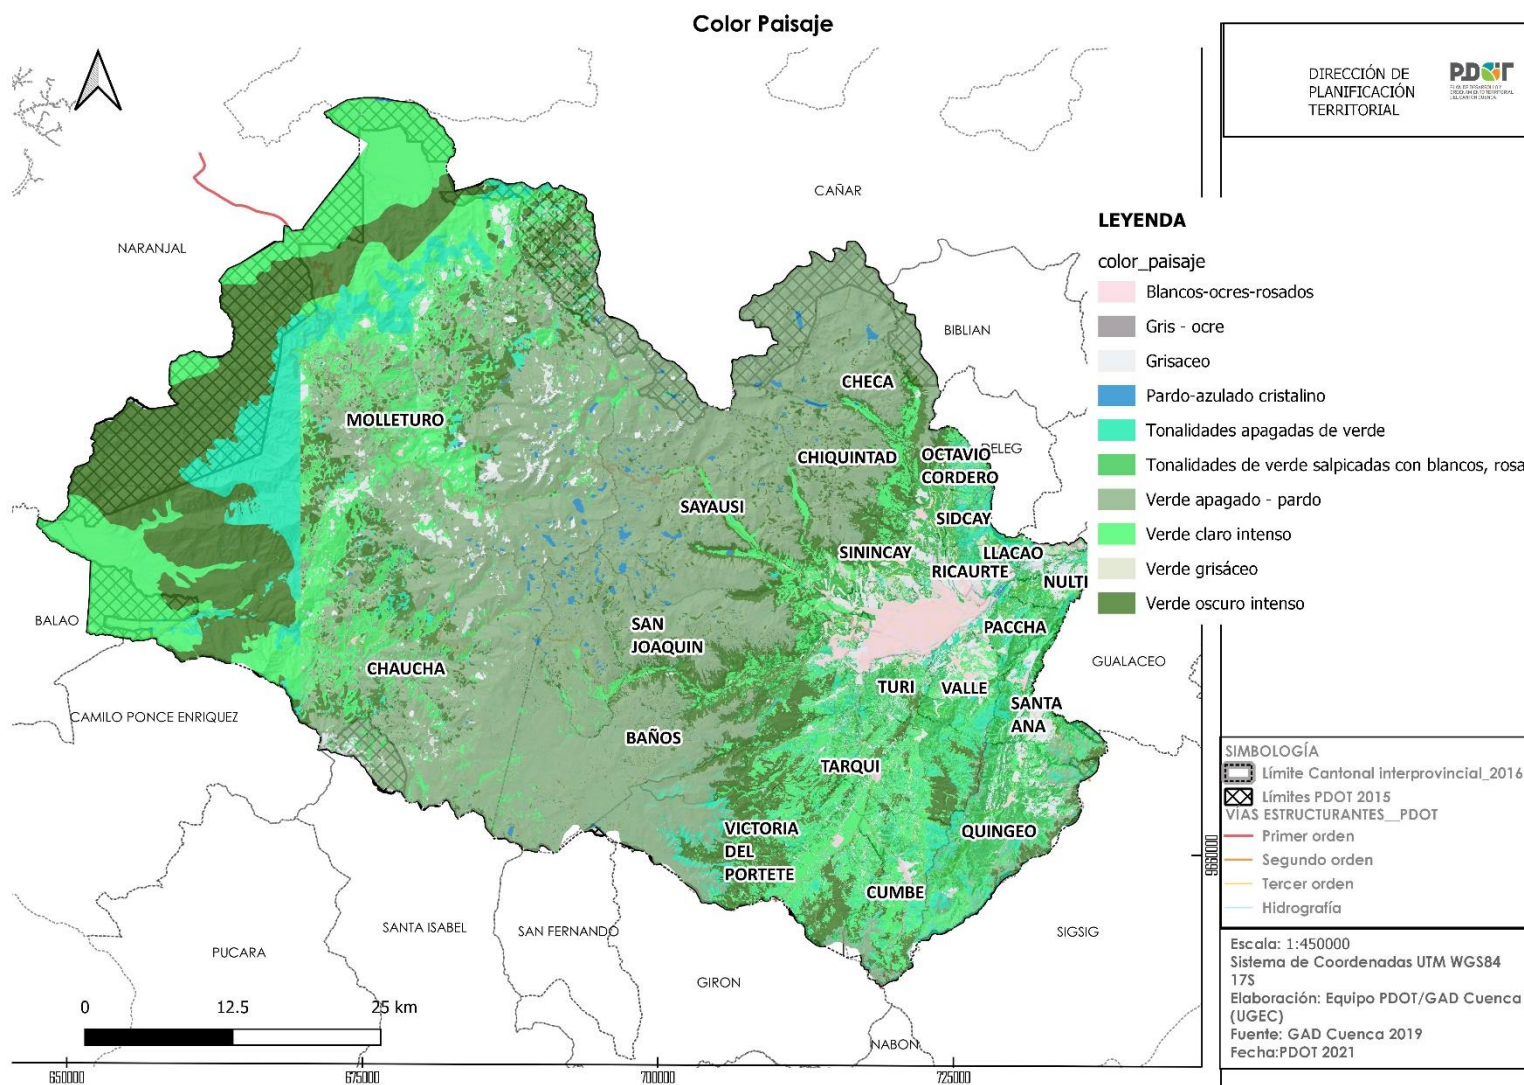 Color Paisaje
DIRECCIÓN DE
PLANIFICACIÓN
TERRITORIAL
PDOT
CAÑAR
NARANJAL
BIBLIAN
DELEG
GUALACEO
BALAO
CAMILO PONCE ENRIQUEZ
PUCARA
SANTA ISABEL
SAN FERNANDO
GIRON
NABON
SIGSIG
MOLLETURO
CHECA
CHIQUINTAD
OCTAVIO
CORDERO
SAYAUSI
SIDCAY
SININCAY
LLACAO
RICAURTE
NULTI
SAN
JOAQUIN
PACCHA
CHAUCHA
TURI
VALLE
SANTA
ANA
BAÑOS
TARQUI
VICTORIA
DEL
PORTETE
QUINGEO
CUMBE
LEYENDA
color_paisaje
Blancos-ocres-rosados
Gris - ocre
Grisaceo
Pardo-azulado cristalino
Tonalidades apagadas de verde
Tonalidades de verde salpicadas con blancos, rosa
Verde apagado - pardo
Verde claro intenso
Verde grisáceo
Verde oscuro intenso
SIMBOLOGÍA
Límite Cantonal interprovincial_2016
Límites PDOT 2015
VIAS ESTRUCTURANTES__PDOT
Primer orden
Segundo orden
Tercer orden
Hidrografía
Escala: 1:450000
Sistema de Coordenadas UTM WGS84
17S
Elaboración: Equipo PDOT/GAD Cuenca
(UGEC)
Fuente: GAD Cuenca 2019
Fecha:PDOT 2021
0 12.5 25 km
650000 675000 700000 725000
9660000